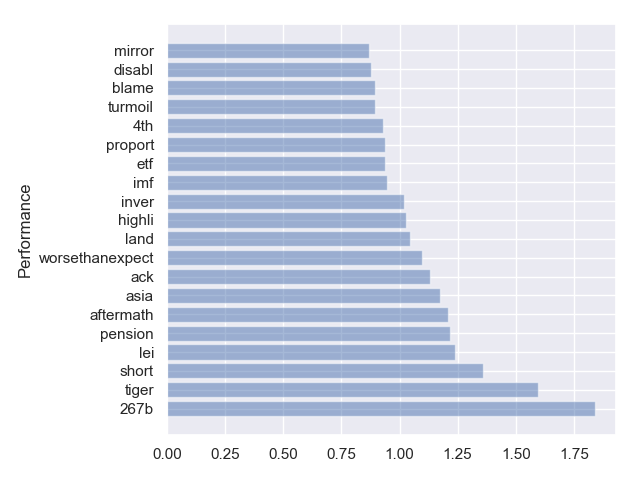 mirror
disabl
blame
turmoil
4th
proport
etf
imf
inver
highli
land
worsethanexpect
ack
asia
aftermath
pension
lei
short
tiger
267b
Performance
0.00 0.25 0.50 0.75 1.00 1.25 1.50 1.75